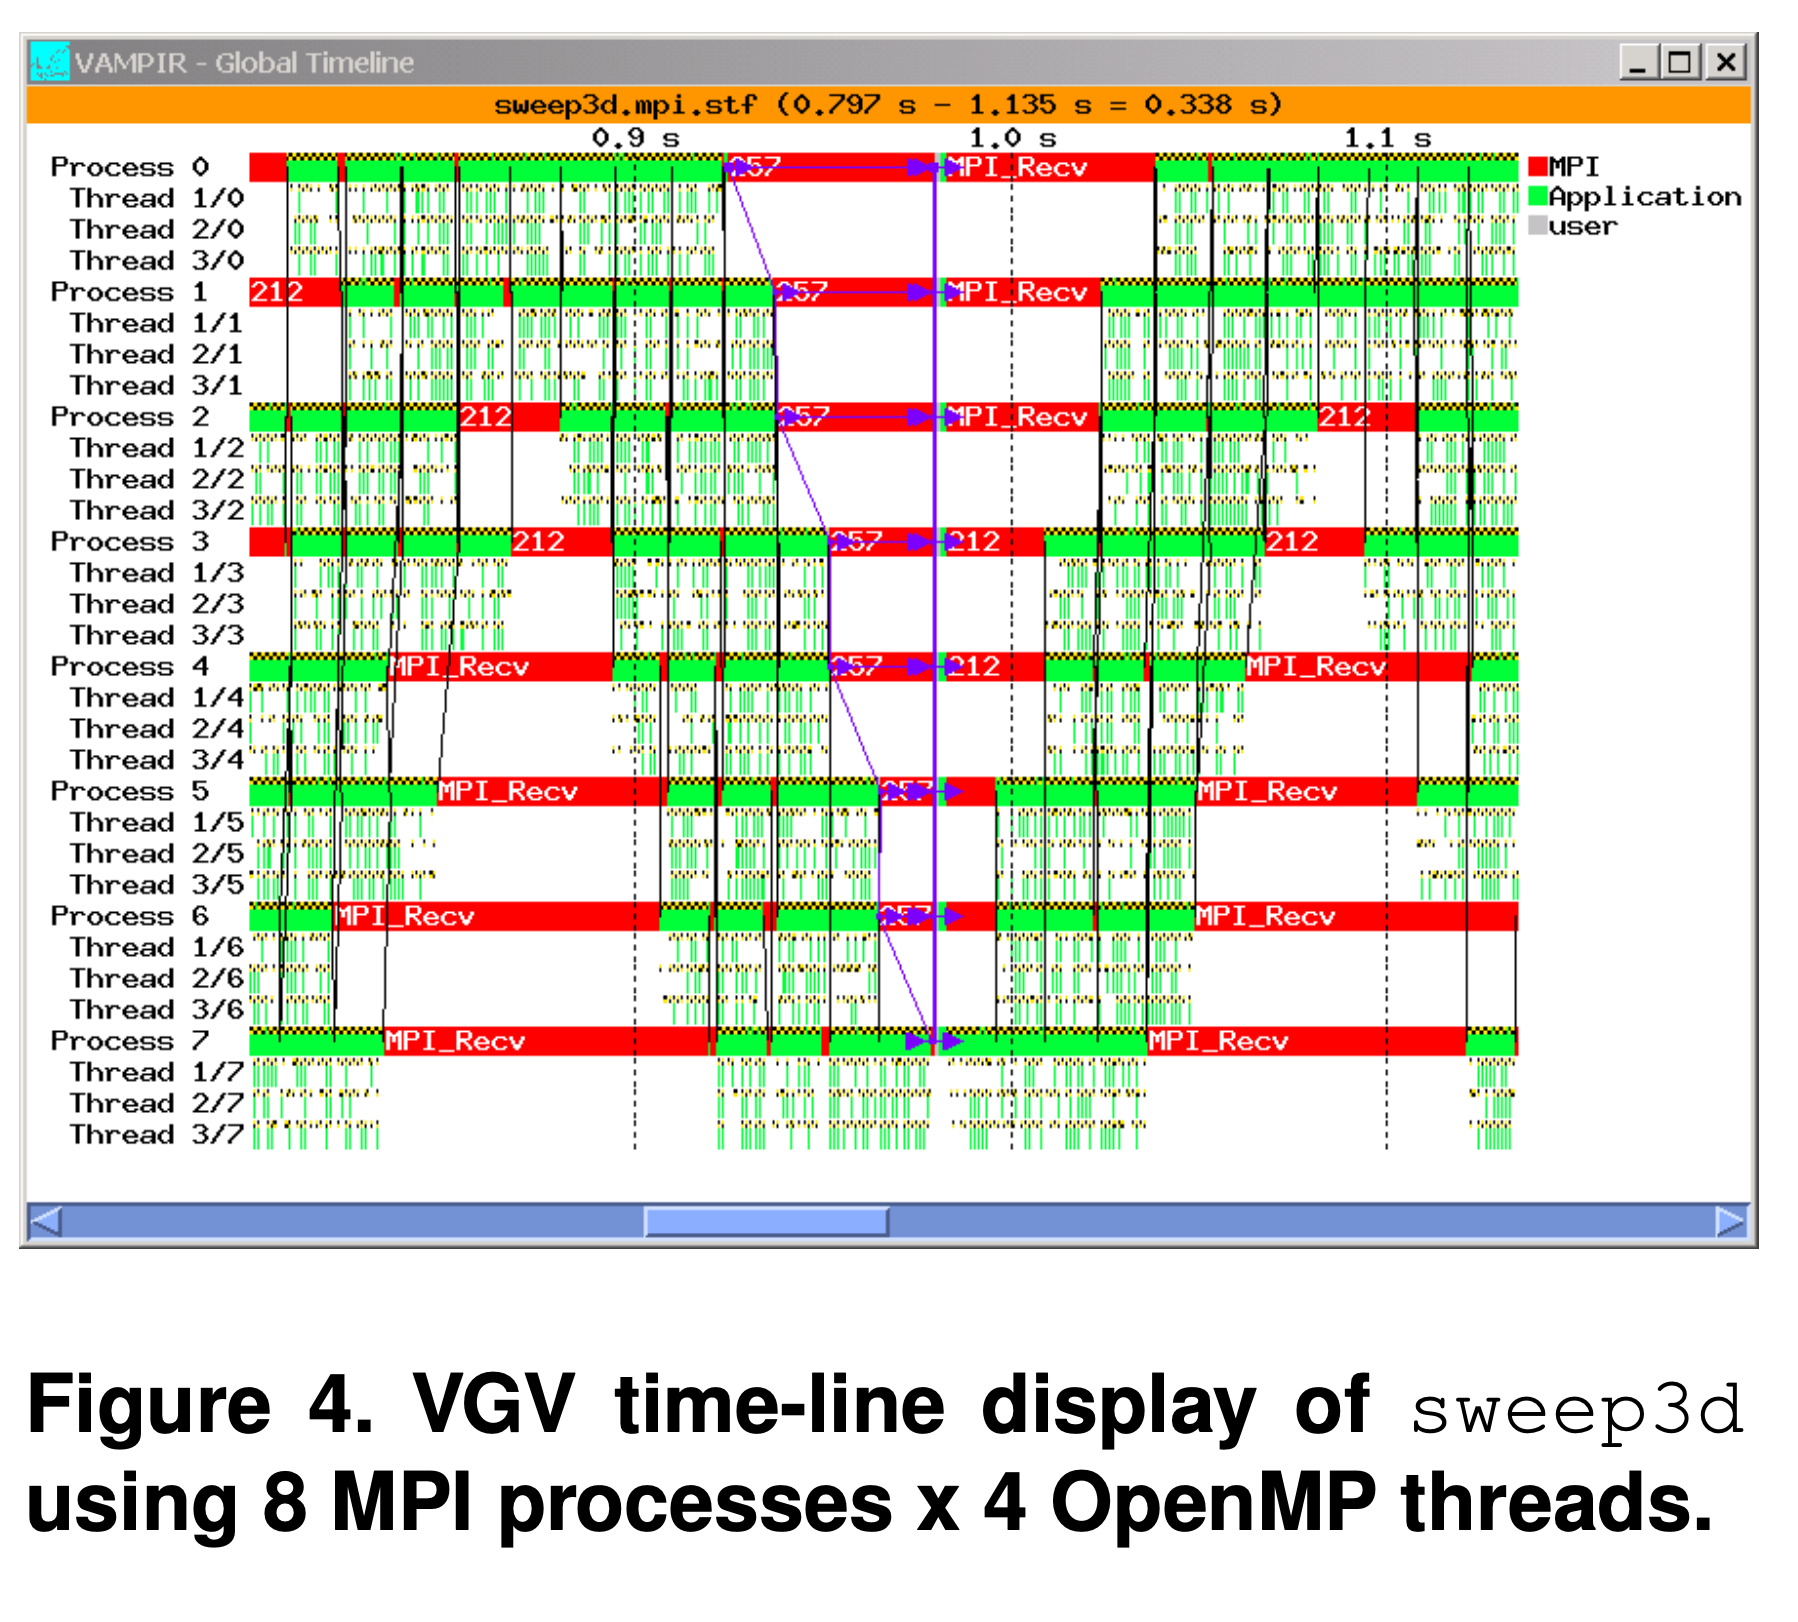 VAMPIR - Global Timeline
sweep3d.mpi.stf (0.797 s - 1.135 s = 0.338 s)
0.9 s 1.0 s 1.1 s
Process 0 257 MPI_Recv MPI
Thread 1/0 Application
Thread 2/0 user
Thread 3/0
Process 1 212 257 MPI_Recv
Thread 1/1
Thread 2/1
Thread 3/1
Process 2 212 257 MPI_Recv 212
Thread 1/2
Thread 2/2
Thread 3/2
Process 3 212 257 212 212
Thread 1/3
Thread 2/3
Thread 3/3
Process 4 MPI_Recv 257 212 MPI_Recv
Thread 1/4
Thread 2/4
Thread 3/4
Process 5 MPI_Recv 257 MPI_Recv
Thread 1/5
Thread 2/5
Thread 3/5
Process 6 MPI_Recv 257 MPI_Recv
Thread 1/6
Thread 2/6
Thread 3/6
Process 7 MPI_Recv MPI_Recv
Thread 1/7
Thread 2/7
Thread 3/7
Figure 4. VGV time-line display of sweep3d
using 8 MPI processes x 4 OpenMP threads.